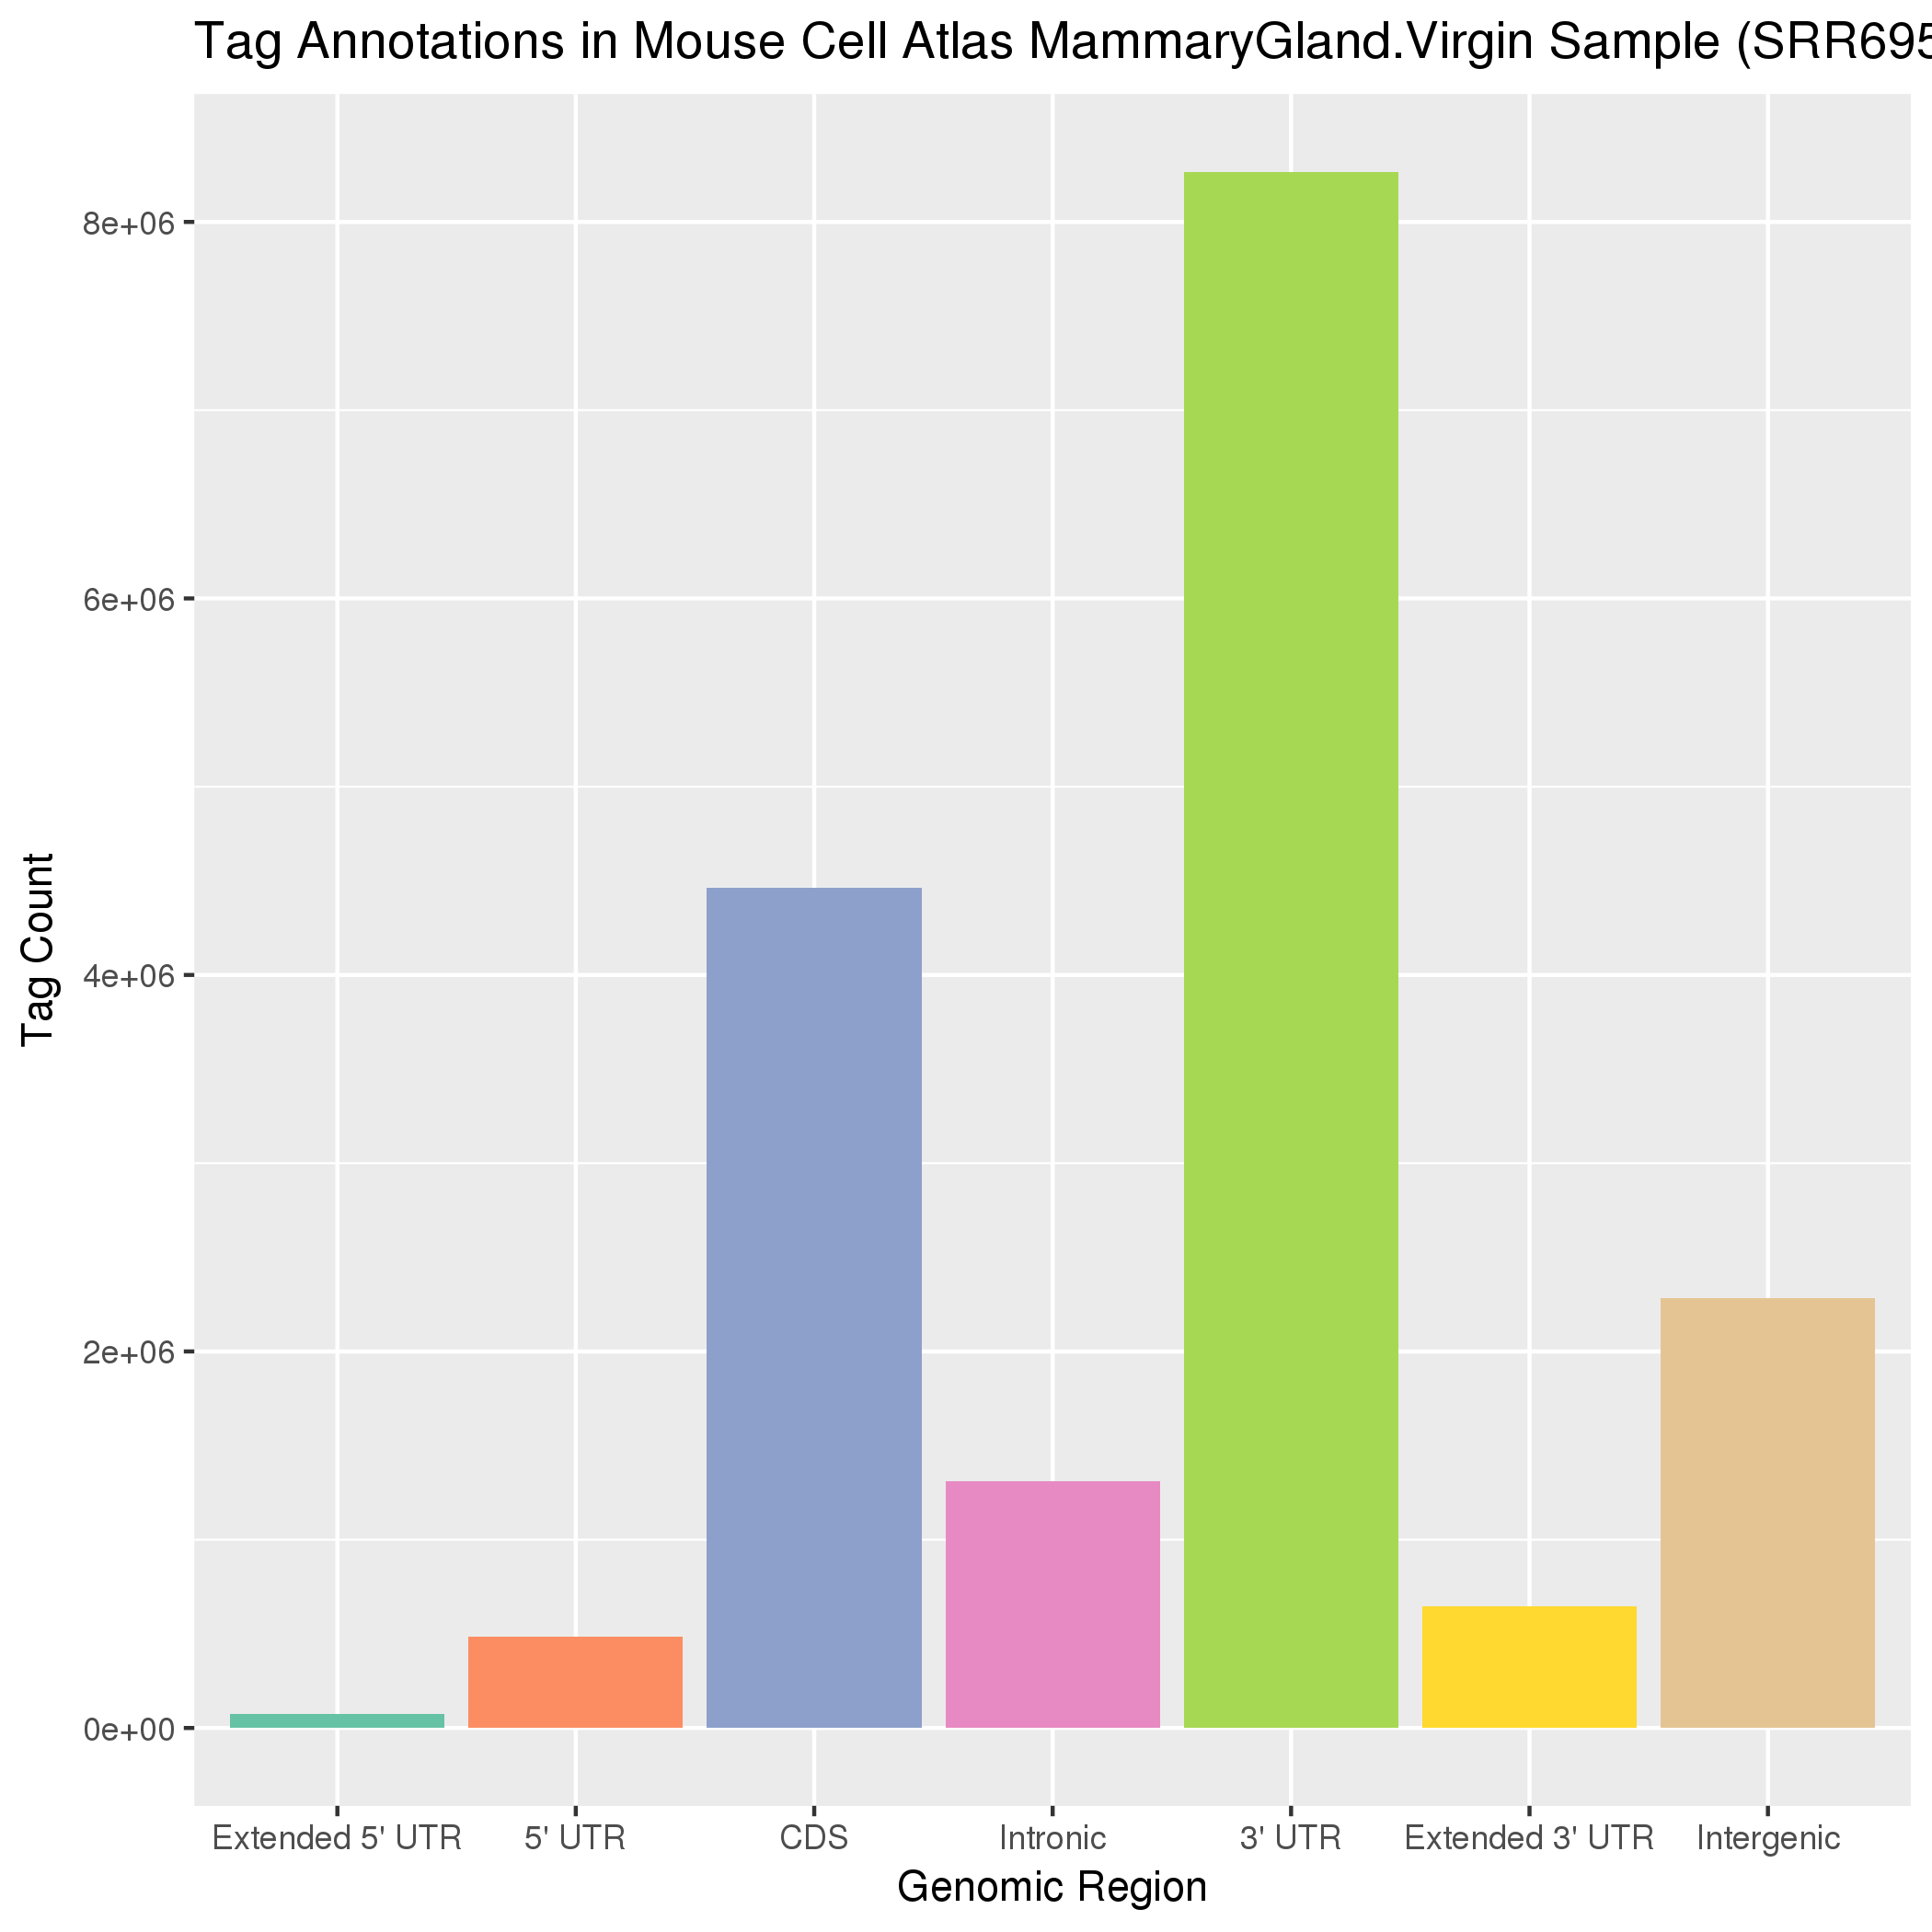 Tag Annotations in Mouse Cell Atlas MammaryGland.Virgin Sample (SRR695
8e+06
6e+06
4e+06
2e+06
0e+00
Tag Count
Extended 5' UTR 5' UTR CDS Intronic 3' UTR Extended 3' UTR Intergenic
Genomic Region